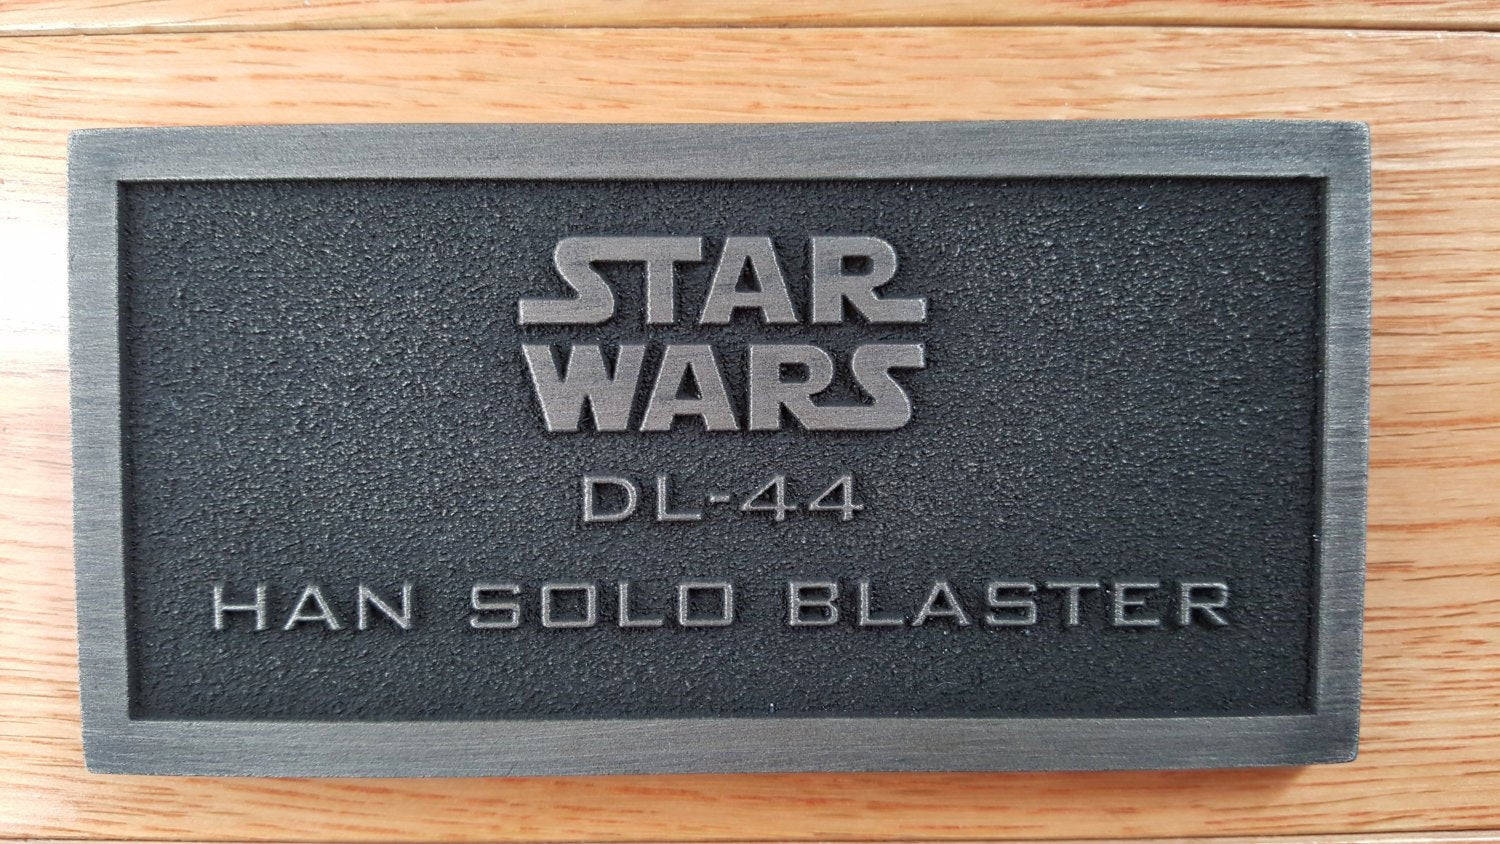 STAR
WARS
DL-44
HAN SOLO BLASTER